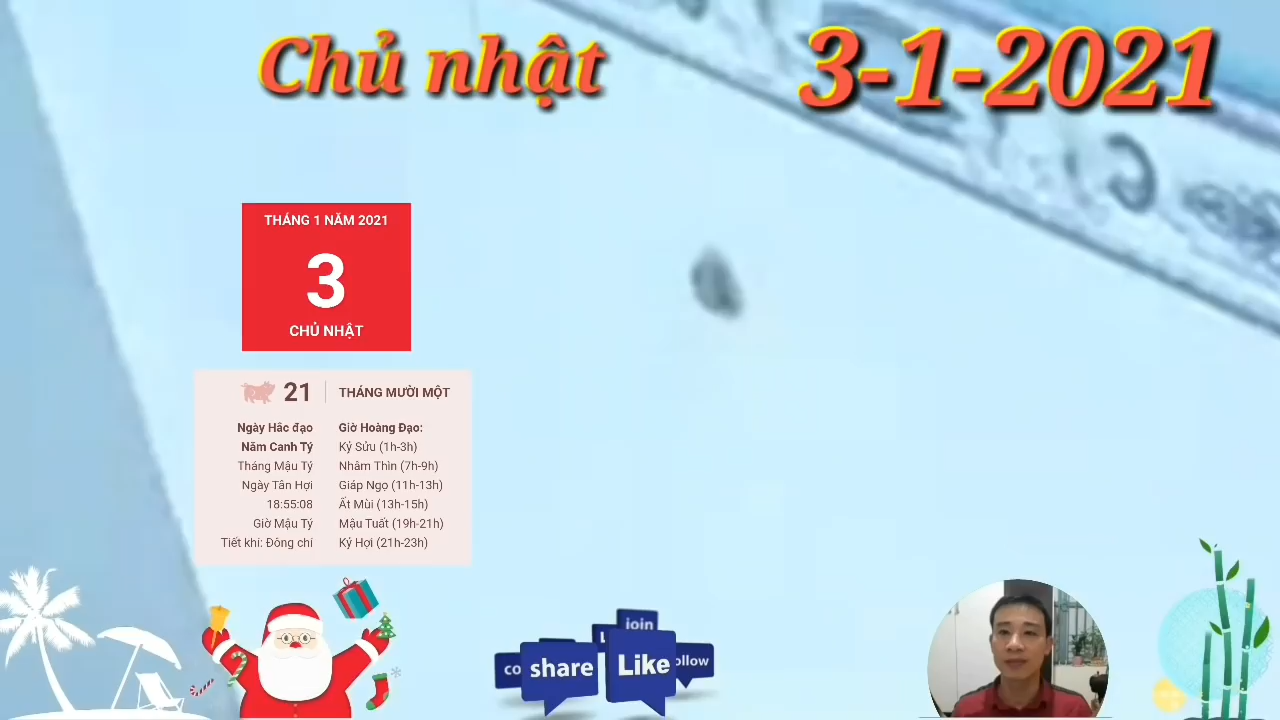 Chủ nhật
3-1-2021
THÁNG 1 NĂM 2021
3
CHỦ NHẬT
21
THÁNG MƯỜI MỘT
Ngày Hắc đạo
Năm Canh Tý
Tháng Mậu Tý
Ngày Tân Hợi
18:55:08
Giờ Mậu Tý
Tiết khí: Đông chí
Giờ Hoàng Đạo:
Kỷ Sửu (1h-3h)
Nhâm Thìn (7h-9h)
Giáp Ngọ (11h-13h)
Ất Mùi (13h-15h)
Mậu Tuất (19h-21h)
Kỷ Hợi (21h-23h)
join
share
Like